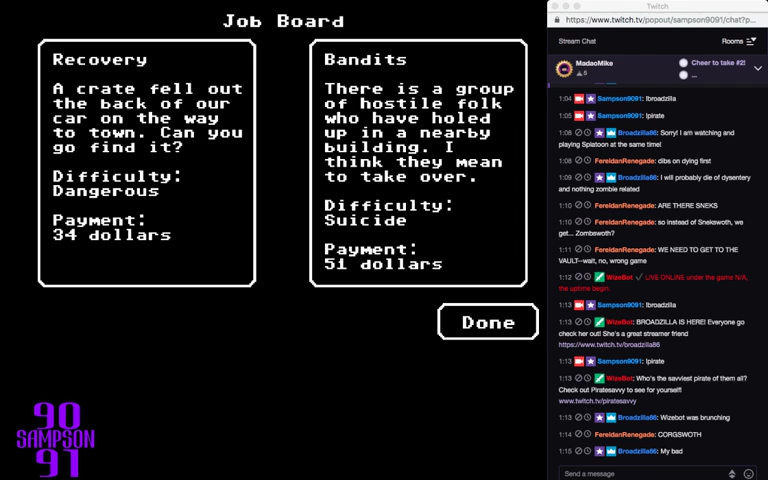 Job Board
Recovery
A crate fell out
the back of our
car on the way
to town. Can you
go find it?
Difficulty:
Dangerous
Payment:
34 dollars
Bandits
There is a group
of hostile folk
who have holed
up in a nearby
building. I
think they mean
to take over.
Difficulty:
Suicide
Payment:
51 dollars
Done
90
SAMPSON
91
Twitch
https://www.twitch.tv/popout/sampson9091/chat?p...
Stream Chat
Rooms
MadaoMike
6
Cheer to take #2!
...
1:04 Sampson9091: !broadzilla
1:05 Sampson9091: !pirate
1:08 Broadzilla86: Sorry! I am watching and
playing Splatoon at the same time!
1:08 FereldanRenegade: dibs on dying first
1:09 Broadzilla86: I will probably die of dysentery
and nothing zombie related
1:10 FereldanRenegade: ARE THERE SNEKS
1:10 FereldanRenegade: so instead of Snekswoth, we
get... Zombswoth?
1:11 FereldanRenegade: WE NEED TO GET TO THE
VAULT--wait, no, wrong game
1:12 WizeBot: ✓ LIVE ONLINE under the game N/A,
the uptime begin.
1:13 Sampson9091: !broadzilla
1:13 WizeBot: BROADZILLA IS HERE! Everyone go
check her out! She's a great streamer friend
https://www.twitch.tv/broadzilla86
1:13 Sampson9091: !pirate
1:13 WizeBot: Who's the savviest pirate of them all?
Check out Piratesavvy to see for yourself!
www.twitch.tv/piratesavvy
1:13 Broadzilla86: Wizebot was brunching
1:14 FereldanRenegade: CORGSWOTH
1:15 Broadzilla86: My bad
Send a message